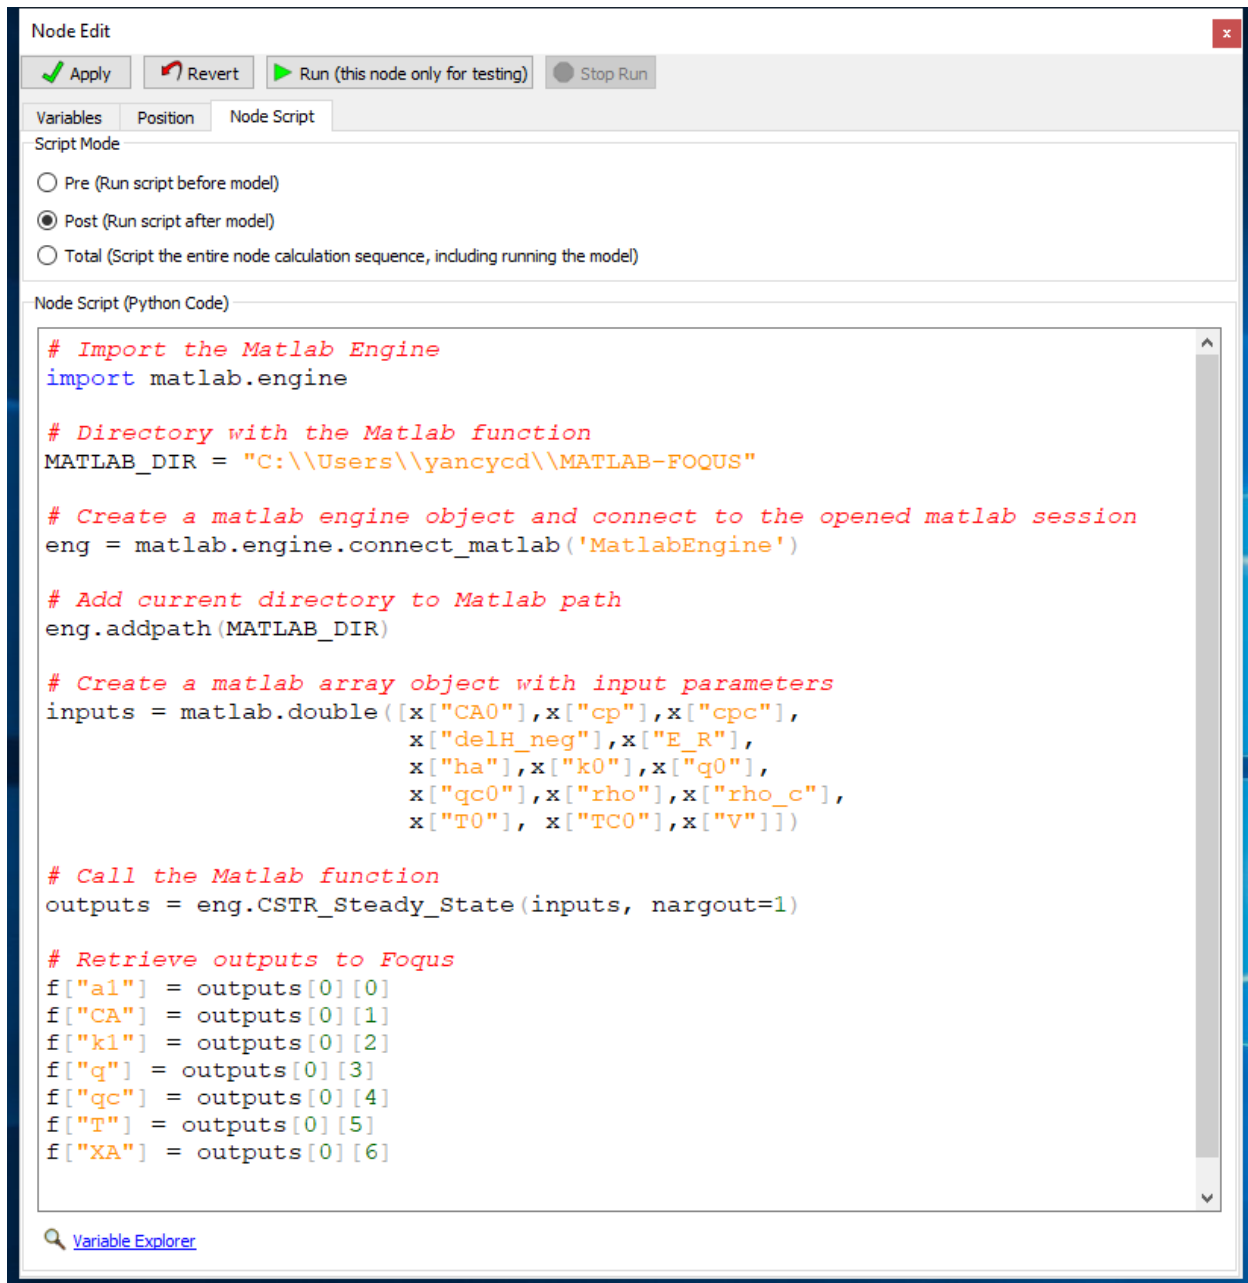 Node Edit
x
Apply Revert Run (this node only for testing) Stop Run
Variables Position Node Script
Script Mode
Pre (Run script before model)
Post (Run script after model)
Total (Script the entire node calculation sequence, including running the model)
Node Script (Python Code)
# Import the Matlab Engine
import matlab.engine
# Directory with the Matlab function
MATLAB_DIR = "C:\\Users\\yancycd\\MATLAB-FOQUS"
# Create a matlab engine object and connect to the opened matlab session
eng = matlab.engine.connect_matlab('MatlabEngine')
# Add current directory to Matlab path
eng.addpath(MATLAB_DIR)
# Create a matlab array object with input parameters
inputs = matlab.double([x["CA0"],x["cp"],x["cpc"],
x["delH_neg"],x["E_R"],
x["ha"],x["k0"],x["q0"],
x["qc0"],x["rho"],x["rho_c"],
x["T0"], x["TC0"],x["V"]])
# Call the Matlab function
outputs = eng.CSTR_Steady_State(inputs, nargout=1)
# Retrieve outputs to Foqus
f["a1"] = outputs[0][0]
f["CA"] = outputs[0][1]
f["k1"] = outputs[0][2]
f["q"] = outputs[0][3]
f["qc"] = outputs[0][4]
f["T"] = outputs[0][5]
f["XA"] = outputs[0][6]
Variable Explorer